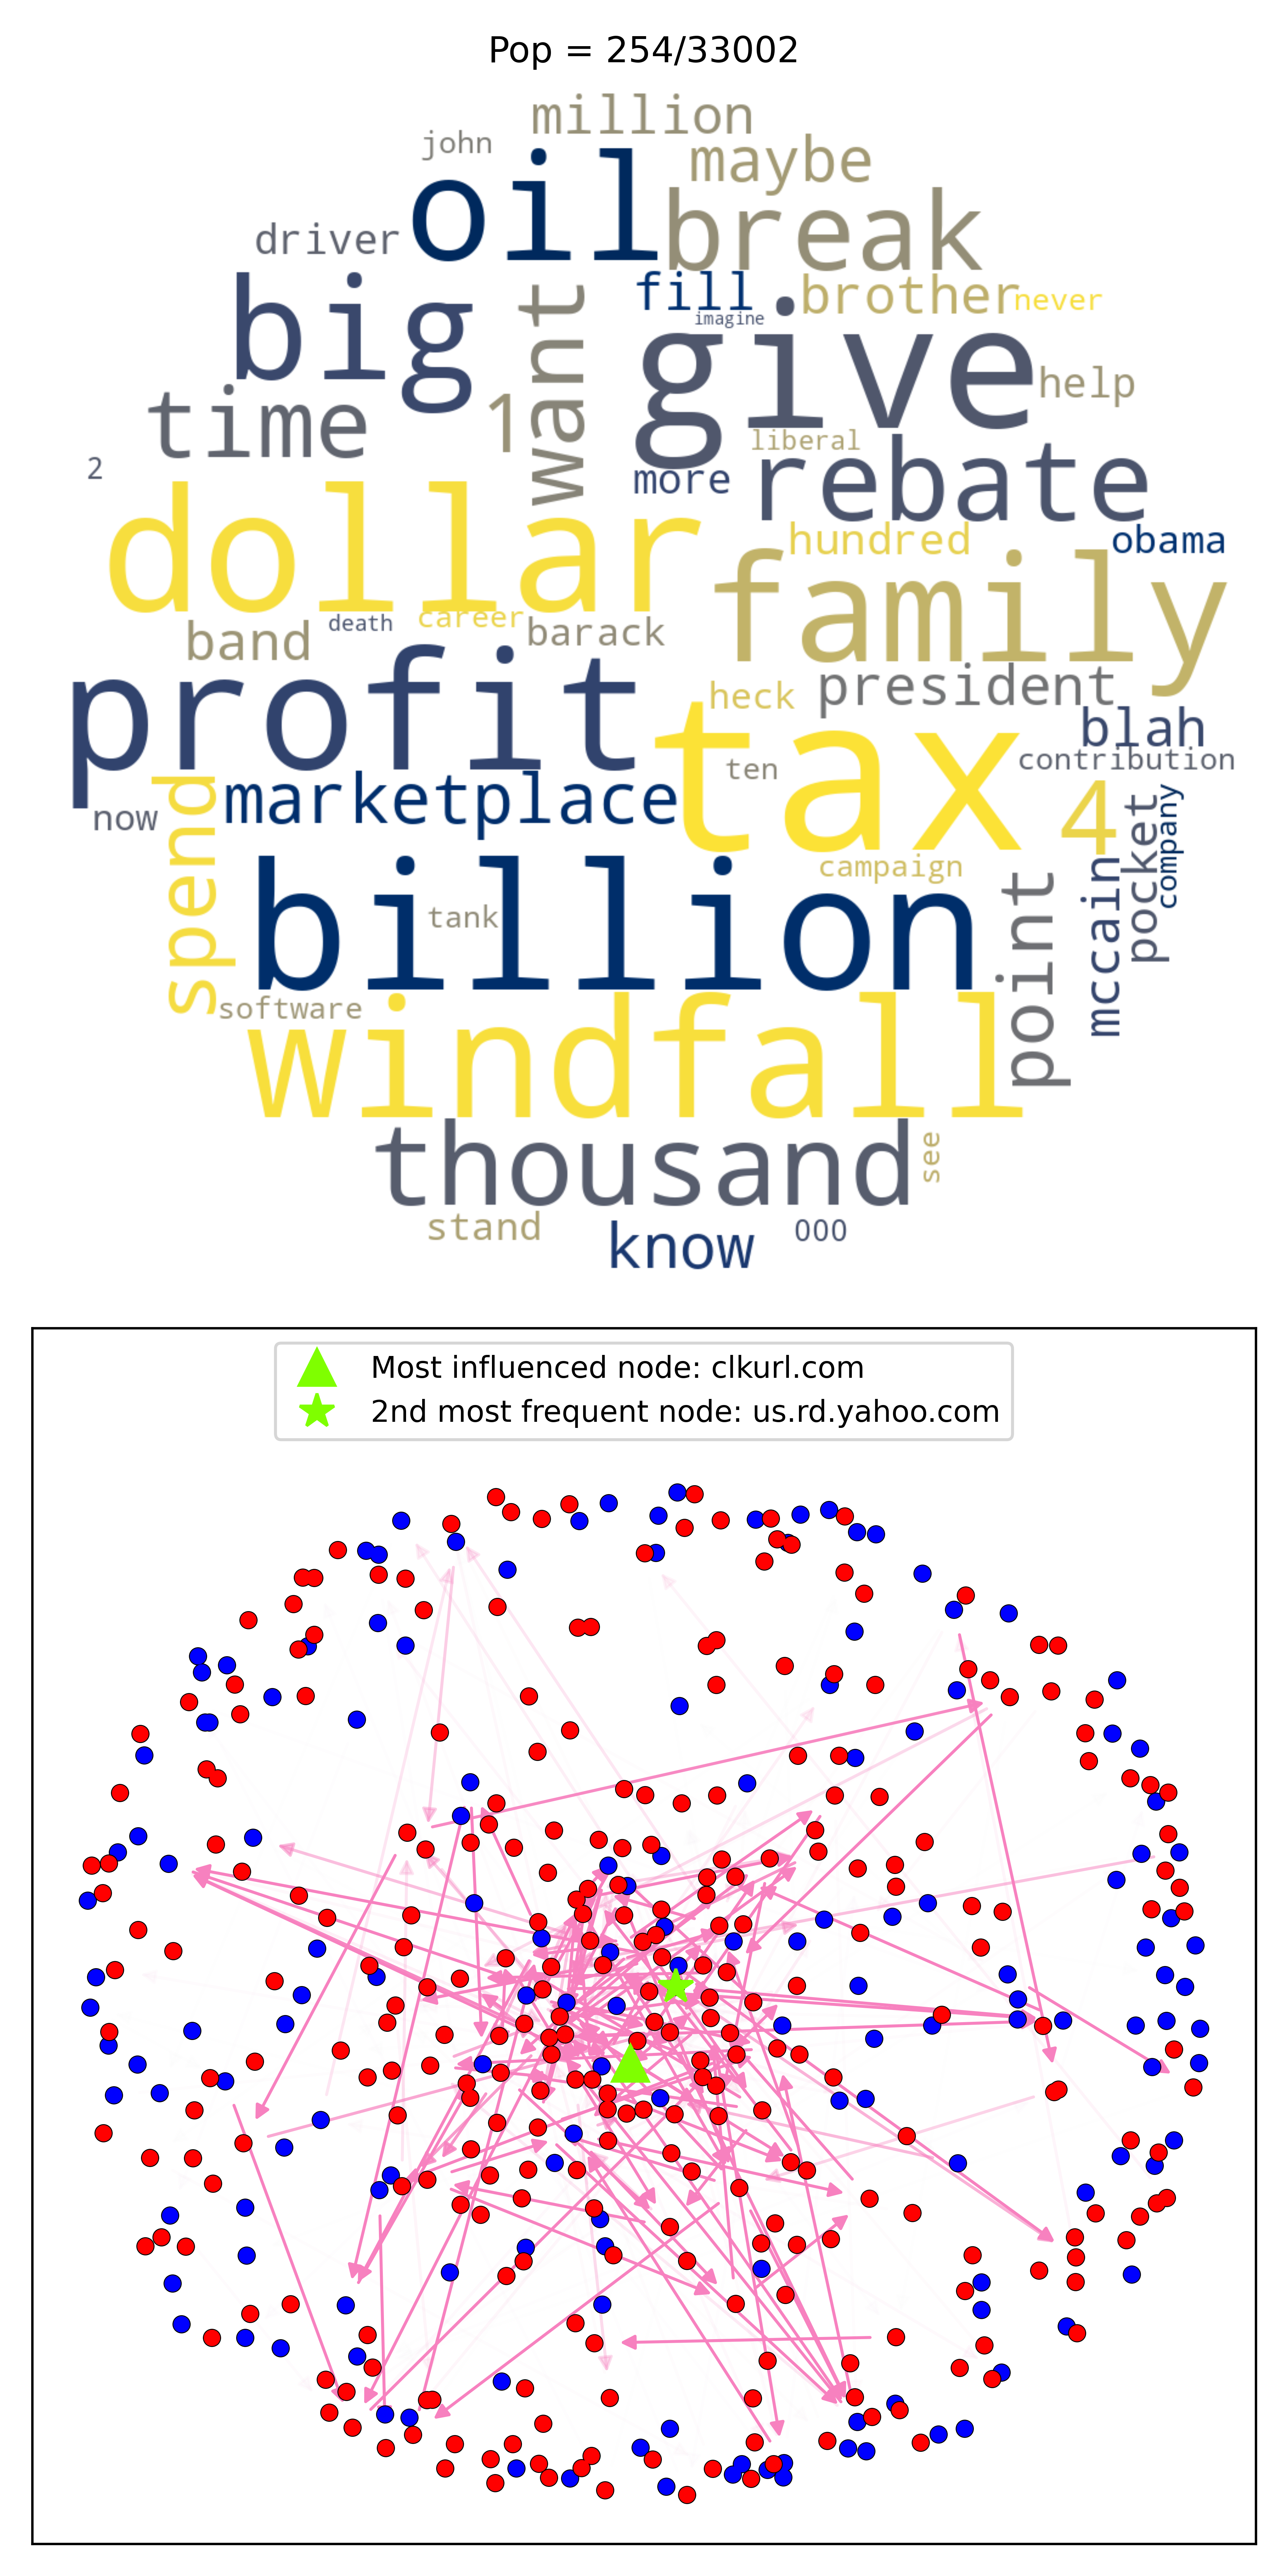 Pop = 254/33002
million
john
maybe
oil
break
driver
big
want
fill
brother
never
imagine
give
help
time
1
liberal
2
more
rebate
dollar
hundred
obama
family
death
career
band
barack
profit
heck
president
blah
tax
ten
contribution
now
spend
marketplace
4
pocket
company
campaign
billion
tank
point
mccain
software
windfall
thousand
see
stand
know
000
Most influenced node: clkurl.com
2nd most frequent node: us.rd.yahoo.com